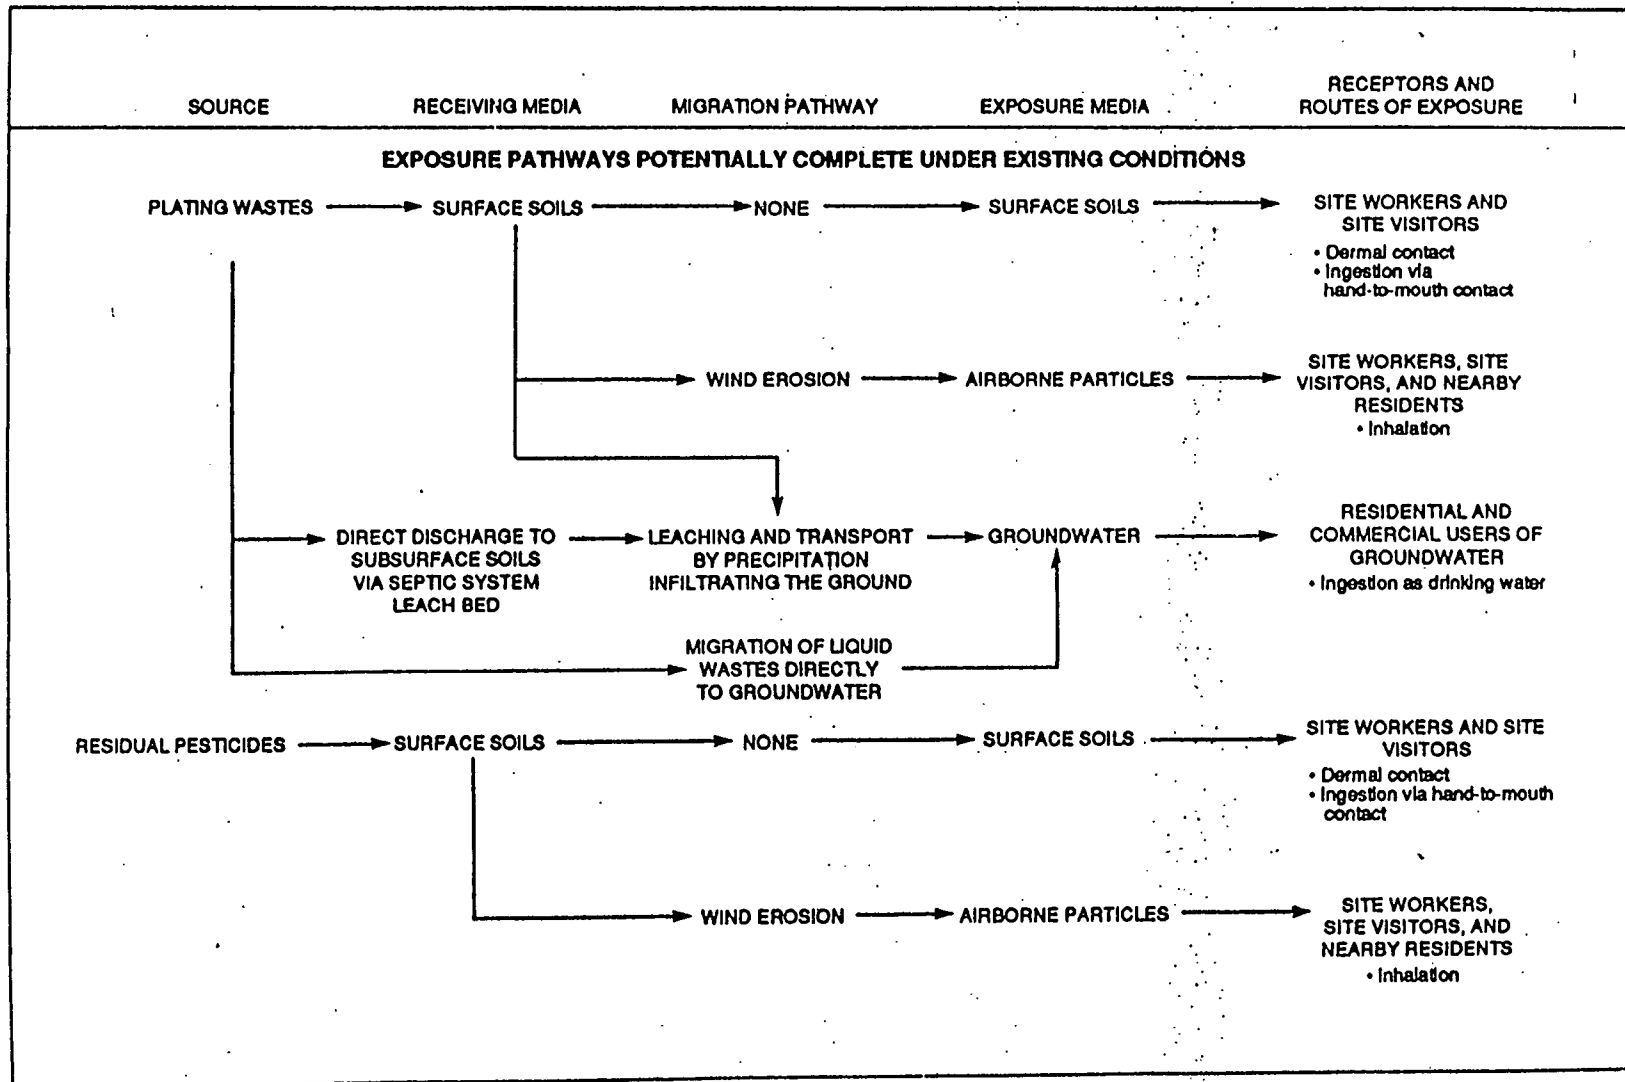 SOURCE
RECEIVING MEDIA
MIGRATION PATHWAY
EXPOSURE MEDIA
RECEPTORS AND
ROUTES OF EXPOSURE
EXPOSURE PATHWAYS POTENTIALLY COMPLETE UNDER EXISTING CONDITIONS
PLATING WASTES
SURFACE SOILS
NONE
SURFACE SOILS
SITE WORKERS AND
SITE VISITORS
• Dermal contact
• Ingestion via
hand-to-mouth contact
WIND EROSION
AIRBORNE PARTICLES
SITE WORKERS, SITE
VISITORS, AND NEARBY
RESIDENTS
• Inhalation
DIRECT DISCHARGE TO
SUBSURFACE SOILS
VIA SEPTIC SYSTEM
LEACH BED
LEACHING AND TRANSPORT
BY PRECIPITATION
INFILTRATING THE GROUND
GROUNDWATER
RESIDENTIAL AND
COMMERCIAL USERS OF
GROUNDWATER
• Ingestion as drinking water
MIGRATION OF LIQUID
WASTES DIRECTLY
TO GROUNDWATER
RESIDUAL PESTICIDES
SURFACE SOILS
NONE
SURFACE SOILS
SITE WORKERS AND SITE
VISITORS
• Dermal contact
• Ingestion via hand-to-mouth
contact
WIND EROSION
AIRBORNE PARTICLES
SITE WORKERS,
SITE VISITORS, AND
NEARBY RESIDENTS
• Inhalation